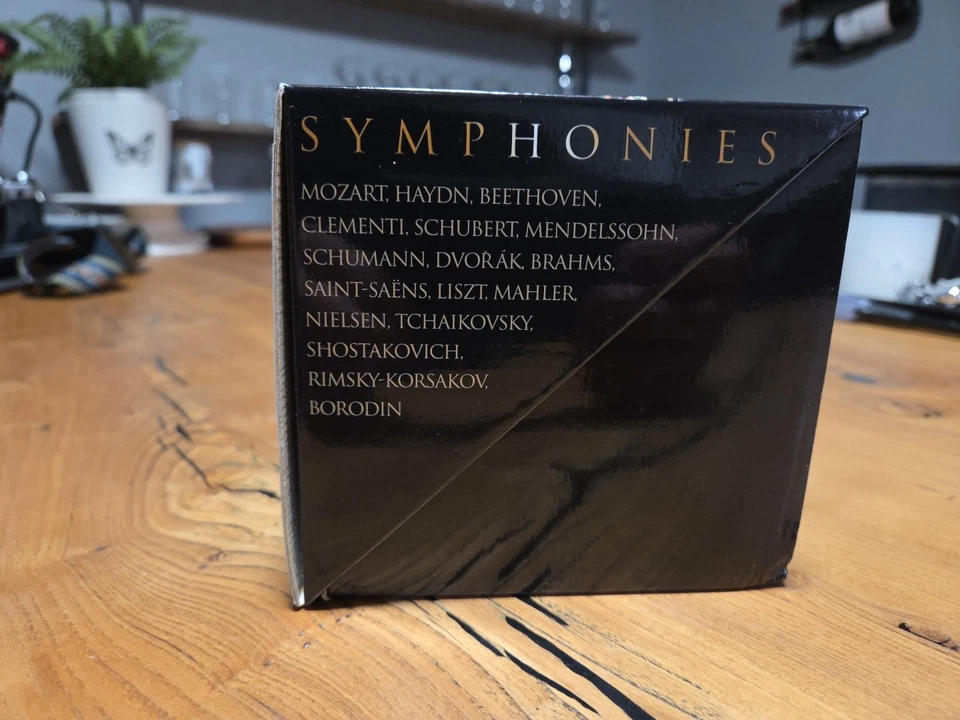 SYMPHONIES
MOZART, HAYDN, BEETHOVEN,
CLEMENTI, SCHUBERT, MENDELSSOHN,
SCHUMANN, DVOŘÁK, BRAHMS,
SAINT-SAËNS, LISZT, MAHLER,
NIELSEN, TCHAIKOVSKY,
SHOSTAKOVICH,
RIMSKY-KORSAKOV,
BORODIN